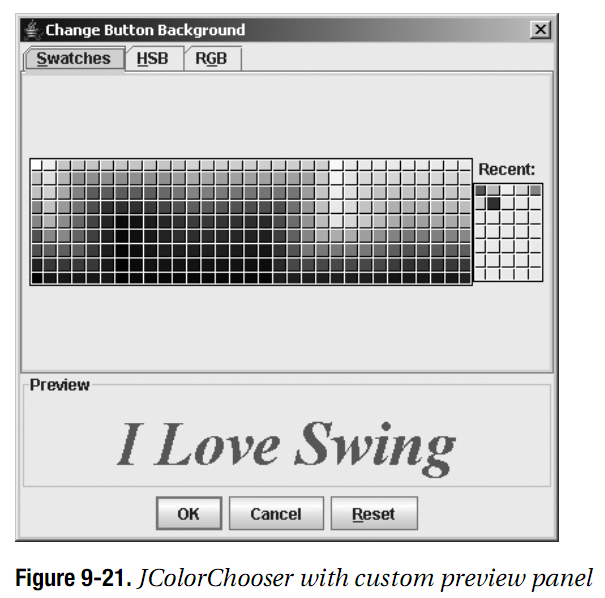 Change Button Background
Swatches HSB RGB
Recent:
Preview
I Love Swing
OK Cancel Reset
Figure 9-21. JColorChooser with custom preview panel